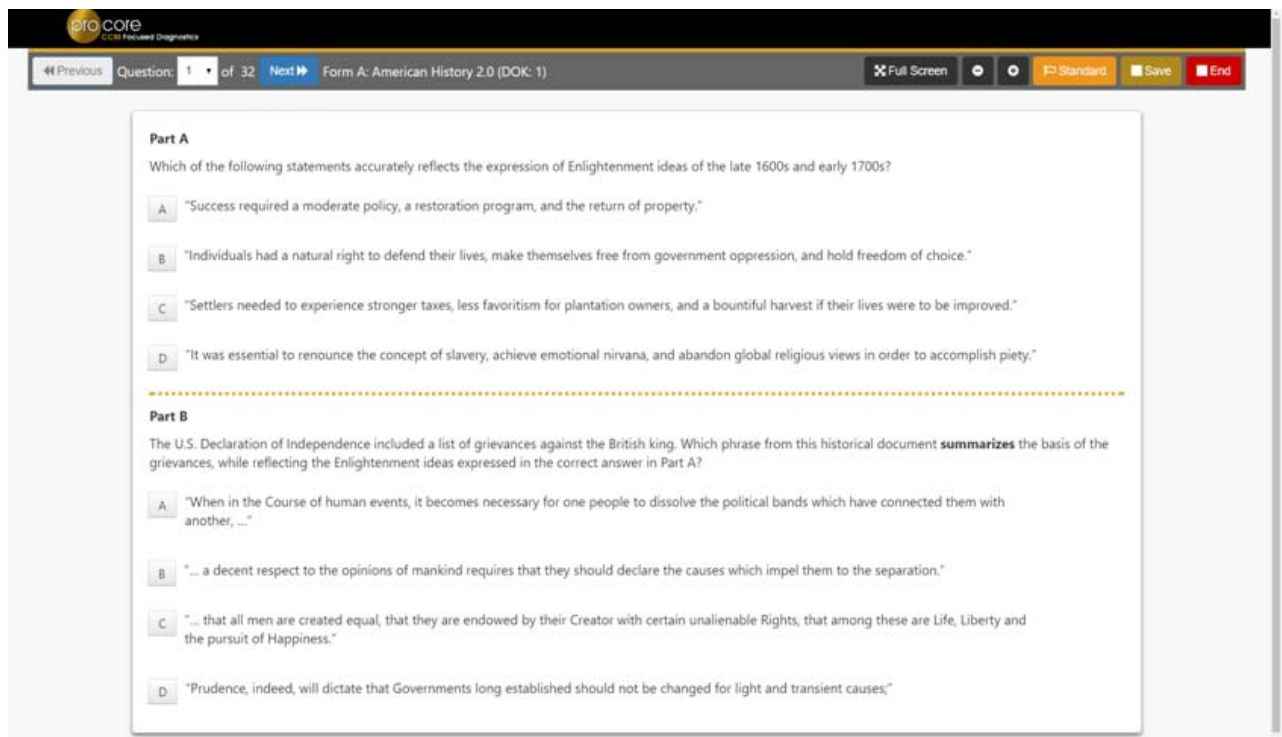 pro core
CCSS Focused Diagnostics
Previous Question: 1 of 32 Next Form A: American History 2.0 (DOK: 1) Full Screen Standard Save End
Part A
Which of the following statements accurately reflects the expression of Enlightenment ideas of the late 1600s and early 1700s?
A "Success required a moderate policy, a restoration program, and the return of property."
B "Individuals had a natural right to defend their lives, make themselves free from government oppression, and hold freedom of choice."
C "Settlers needed to experience stronger taxes, less favoritism for plantation owners, and a bountiful harvest if their lives were to be improved."
D "It was essential to renounce the concept of slavery, achieve emotional nirvana, and abandon global religious views in order to accomplish piety."
Part B
The U.S. Declaration of Independence included a list of grievances against the British king. Which phrase from this historical document summarizes the basis of the
grievances, while reflecting the Enlightenment ideas expressed in the correct answer in Part A?
A "When in the Course of human events, it becomes necessary for one people to dissolve the political bands which have connected them with
another, ..."
B "... a decent respect to the opinions of mankind requires that they should declare the causes which impel them to the separation."
C "... that all men are created equal, that they are endowed by their Creator with certain unalienable Rights, that among these are Life, Liberty and
the pursuit of Happiness."
D "Prudence, indeed, will dictate that Governments long established should not be changed for light and transient causes;"